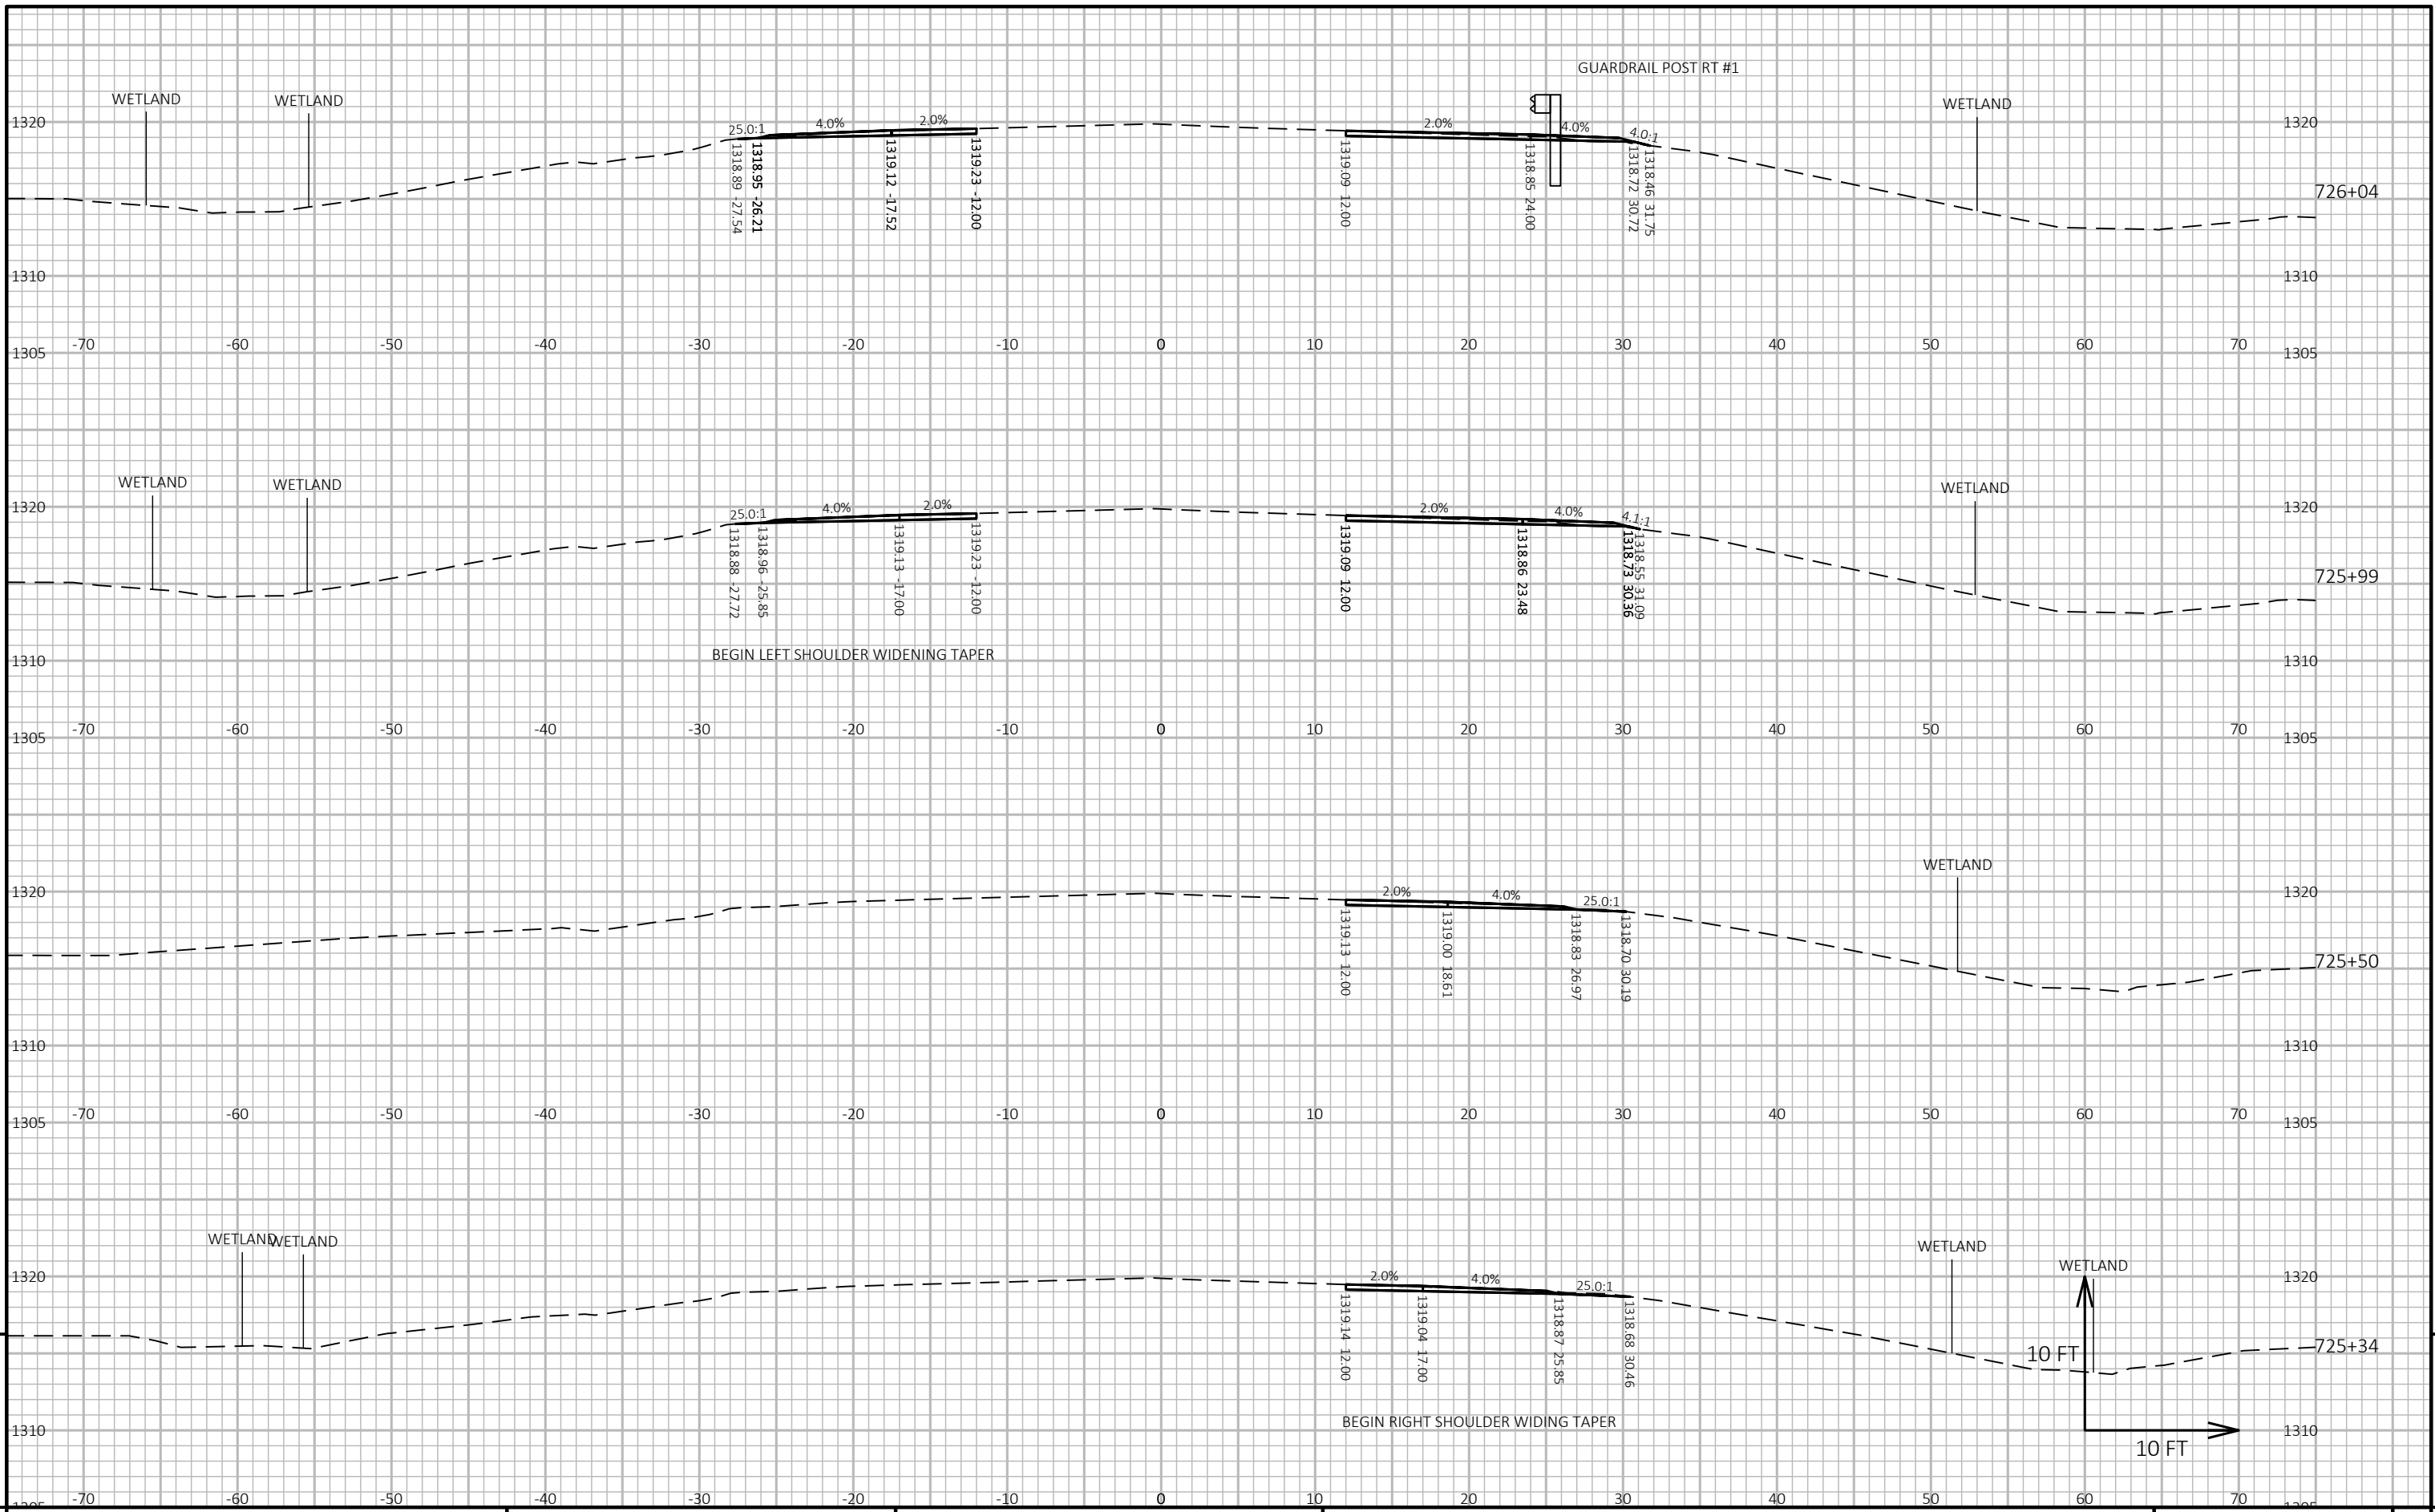 GUARDRAIL POST RT #1
WETLAND WETLAND WETLAND
1320 25.0:1 4.0% 2.0% 2.0% 4.0% 4.0:1 1320
1318.89 -27.54
1318.95 -26.21
1319.12 -17.52
1319.23 -12.00
1319.09 12.00
1318.85 24.00
1318.72 30.72
1318.46 31.75
726+04
1310 1310
-70 -60 -50 -40 -30 -20 -10 0 10 20 30 40 50 60 70
1305 1305
WETLAND WETLAND WETLAND
1320 25.0:1 4.0% 2.0% 2.0% 4.0% 4.1:1 1320
1318.88 -27.72
1318.96 -25.85
1319.13 -17.00
1319.23 -12.00
1319.09 12.00
1318.86 23.48
1318.73 30.36
1318.55 31.09
725+99
BEGIN LEFT SHOULDER WIDENING TAPER
1310 1310
-70 -60 -50 -40 -30 -20 -10 0 10 20 30 40 50 60 70
1305 1305
WETLAND
1320 2.0% 4.0% 25.0:1 1320
1319.13 12.00
1319.00 18.61
1318.83 26.97
1318.70 30.19
725+50
1310 1310
-70 -60 -50 -40 -30 -20 -10 0 10 20 30 40 50 60 70
1305 1305
WETLAND WETLAND WETLAND WETLAND
1320 2.0% 4.0% 25.0:1 1320
1319.14 12.00
1319.04 17.00
1318.87 25.85
1318.68 30.46
725+34
10 FT
BEGIN RIGHT SHOULDER WIDING TAPER
1310 1310
10 FT
-70 -60 -50 -40 -30 -20 -10 0 10 20 30 40 50 60 70
1305 1305